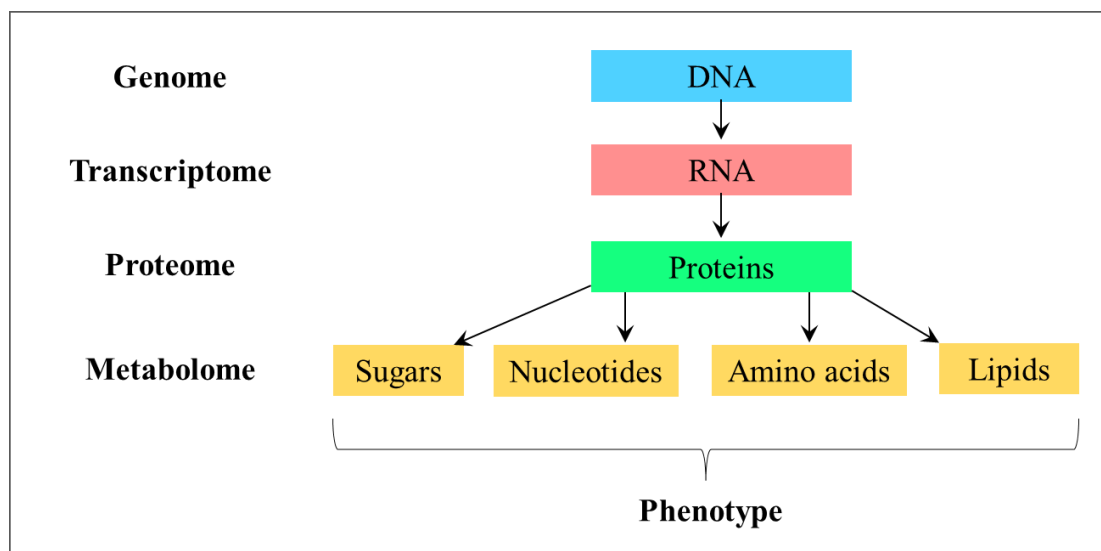 Genome
DNA
Transcriptome
RNA
Proteome
Proteins
Metabolome
Sugars
Nucleotides
Amino acids
Lipids
Phenotype